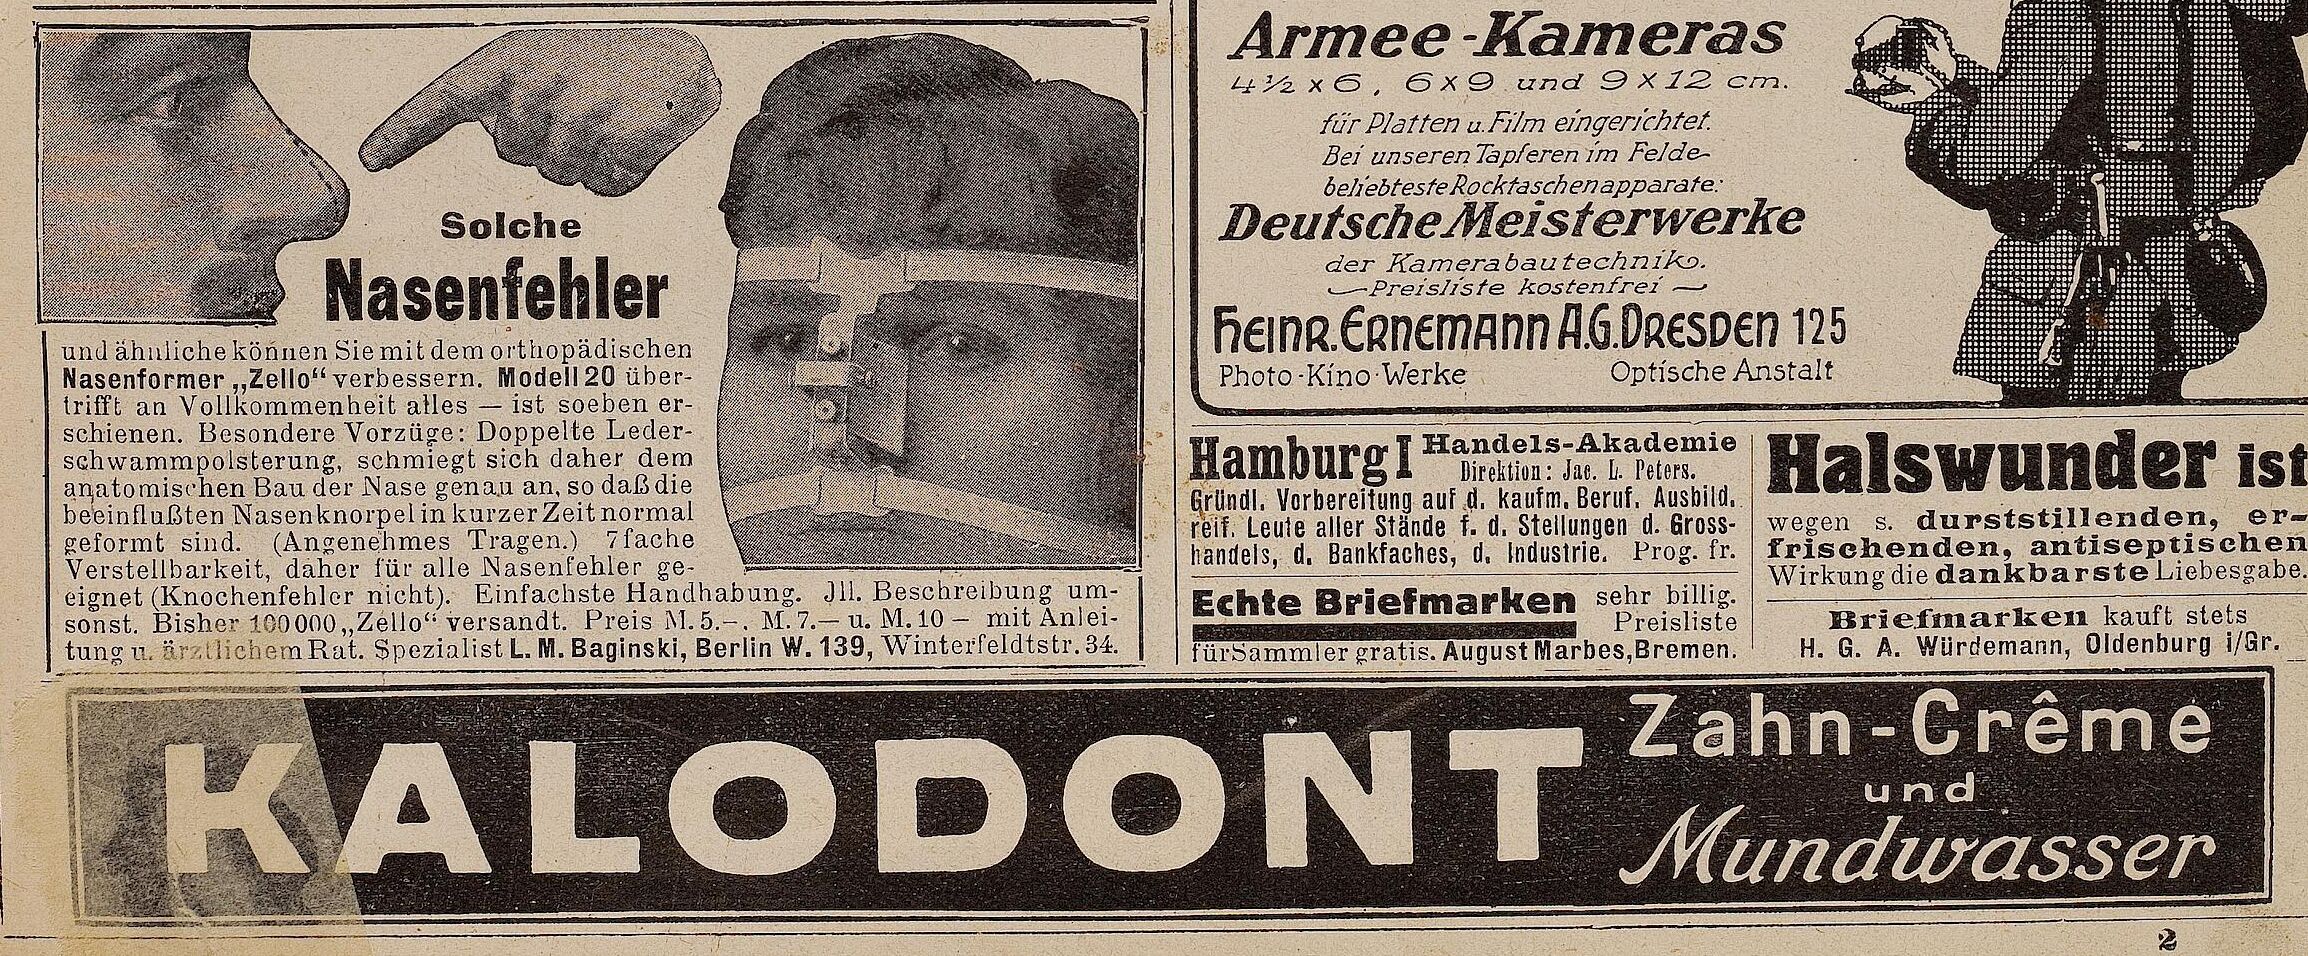 Solche
Nasenfehler
und ähnliche können Sie mit dem orthopädischen
Nasenformer „Zello“ verbessern. Modell 20 über-
trifft an Vollkommenheit alles — ist soeben er-
schienen. Besondere Vorzüge: Doppelte Leder-
schwammpolsterung, schmiegt sich daher dem
anatomischen Bau der Nase genau an, so daß die
beeinflußten Nasenknorpel in kurzer Zeit normal
geformt sind. (Angenehmes Tragen.) 7 fache
Verstellbarkeit, daher für alle Nasenfehler ge-
eignet (Knochenfehler nicht). Einfachste Handhabung. Jll. Beschreibung um-
sonst. Bisher 100 000 „Zello“ versandt. Preis M. 5.–, M. 7.— u. M. 10 – mit Anlei-
tung u. ärztlichem Rat. Spezialist L. M. Baginski, Berlin W. 139, Winterfeldtstr. 34.
Armee-Kameras
4½ x 6, 6 x 9 und 9 x 12 cm.
für Platten u. Film eingerichtet.
Bei unseren Tapferen im Felde
beliebteste Rocktaschenapparate:
Deutsche Meisterwerke
der Kamerabautechnik.
— Preisliste kostenfrei —
Heinr. Ernemann A.G. Dresden 125
Photo-Kino-Werke Optische Anstalt
Hamburg I Handels-Akademie
Direktion: Jac. L. Peters.
Gründl. Vorbereitung auf d. kaufm. Beruf. Ausbild.
reif. Leute aller Stände f. d. Stellungen d. Gross-
handels, d. Bankfaches, d. Industrie. Prog. fr.
Echte Briefmarken sehr billig.
Preisliste
für Sammler gratis. August Marbes, Bremen.
Halswunder ist
wegen s. durststillenden, er-
frischenden, antiseptischen
Wirkung die dankbarste Liebesgabe.
Briefmarken kauft stets
H. G. A. Würdemann, Oldenburg i/Gr.
KALODONT
Zahn-Crême
und
Mundwasser
2